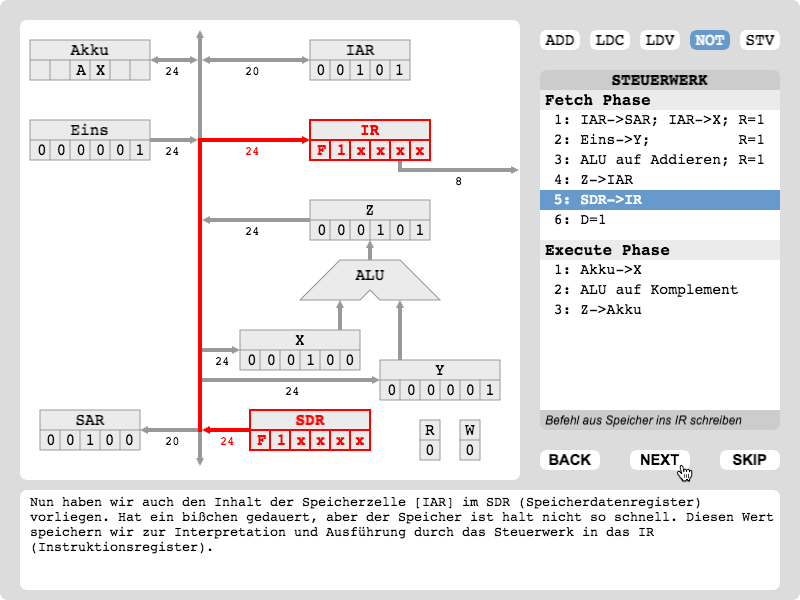 Akku
A X
24
20
IAR
0 0 1 0 1
ADD LDC LDV NOT STV
STEUERWERK
Fetch Phase
1: IAR->SAR; IAR->X; R=1
2: Eins->Y; R=1
3: ALU auf Addieren; R=1
4: Z->IAR
5: SDR->IR
6: D=1
Execute Phase
1: Akku->X
2: ALU auf Komplement
3: Z->Akku
Befehl aus Speicher ins IR schreiben
BACK NEXT SKIP
Eins
0 0 0 0 0 1
24
24
IR
F 1 x x x x
8
Z
0 0 0 1 0 1
24
ALU
X
0 0 0 1 0 0
24
Y
0 0 0 0 0 1
24
SAR
0 0 1 0 0
20
24
SDR
F 1 x x x x
R
0
W
0
Nun haben wir auch den Inhalt der Speicherzelle [IAR] im SDR (Speicherdatenregister)
vorliegen. Hat ein bißchen gedauert, aber der Speicher ist halt nicht so schnell. Diesen Wert
speichern wir zur Interpretation und Ausführung durch das Steuerwerk in das IR
(Instruktionsregister).